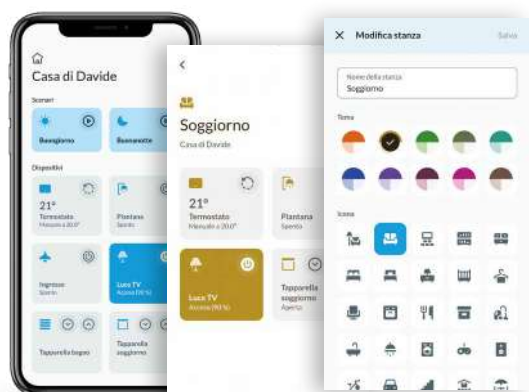 Casa di Davide
Scenari
Buongiorno
Buonanotte
Dispositivi
21°
Termostato
Manuale a 20.0°
Piantana
Spento
Ingresso
Spento
Luce TV
Accesa (90 %)
Tapparella bagno
Tapparella
soggiorno
Soggiorno
Casa di Davide
21°
Termostato
Manuale a 20.0°
Piantana
Spento
Luce TV
Accesa (90 %)
Tapparella
soggiorno
Aperta
Modifica stanza
Salva
Nome della stanza
Soggiorno
Tema
Icona